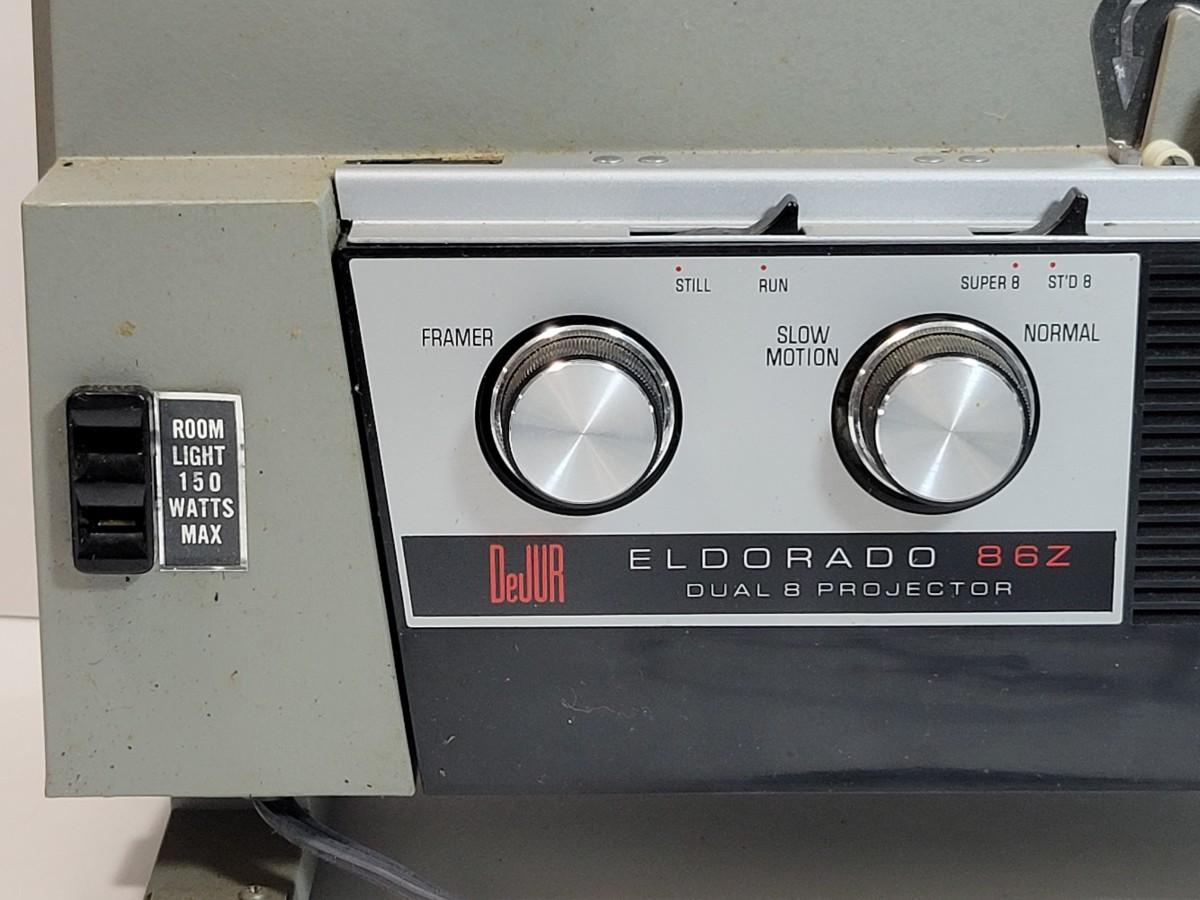 STILL
RUN
SUPER 8
ST'D 8
FRAMER
SLOW
MOTION
NORMAL
ROOM
LIGHT
150
WATTS
MAX
DeJUR
ELDORADO 86Z
DUAL 8 PROJECTOR